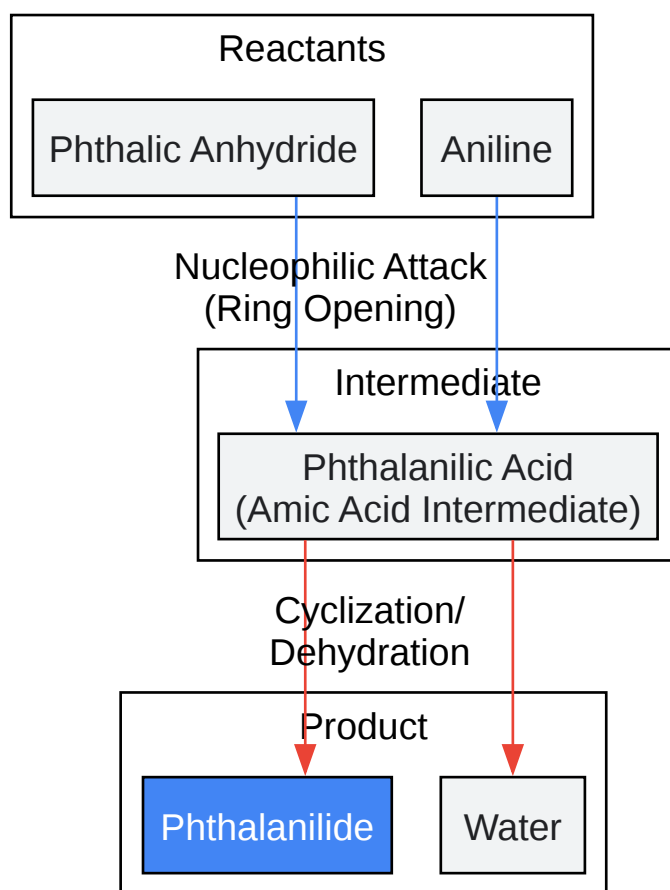 Reactants
Phthalic Anhydride
Aniline
Nucleophilic Attack
(Ring Opening)
Intermediate
Phthalanilic Acid
(Amic Acid Intermediate)
Cyclization/
Dehydration
Product
Phthalanilide
Water